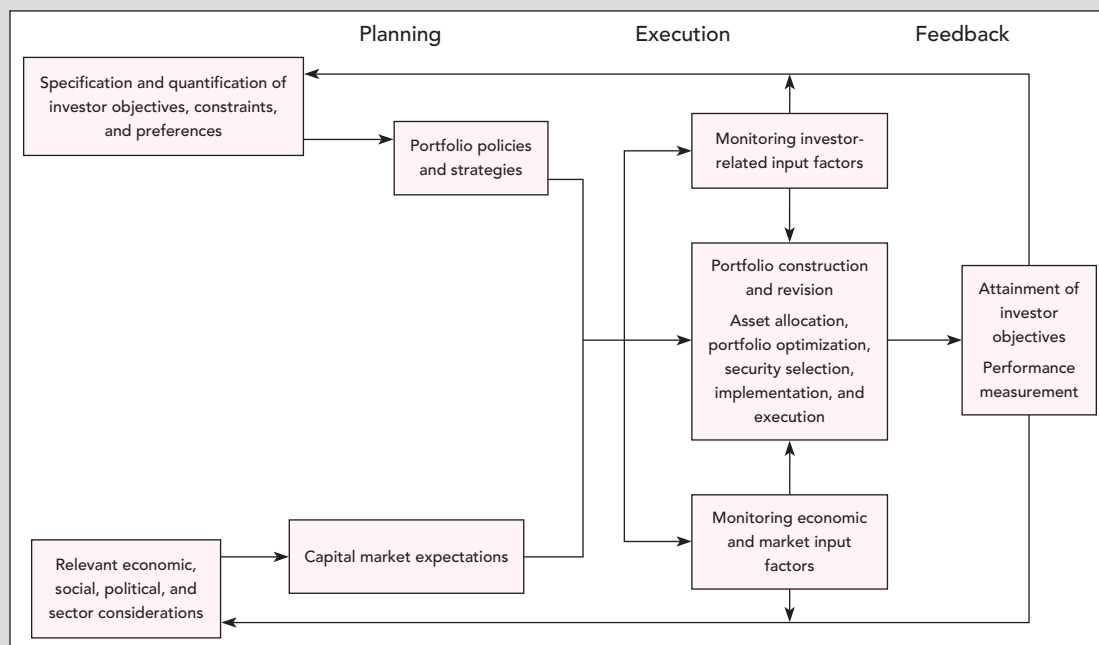 Planning
Execution
Feedback
Specification and quantification of
investor objectives, constraints,
and preferences
Portfolio policies
and strategies
Monitoring investor-
related input factors
Portfolio construction
and revision
Asset allocation,
portfolio optimization,
security selection,
implementation, and
execution
Attainment of
investor
objectives
Performance
measurement
Relevant economic,
social, political, and
sector considerations
Capital market expectations
Monitoring economic
and market input
factors